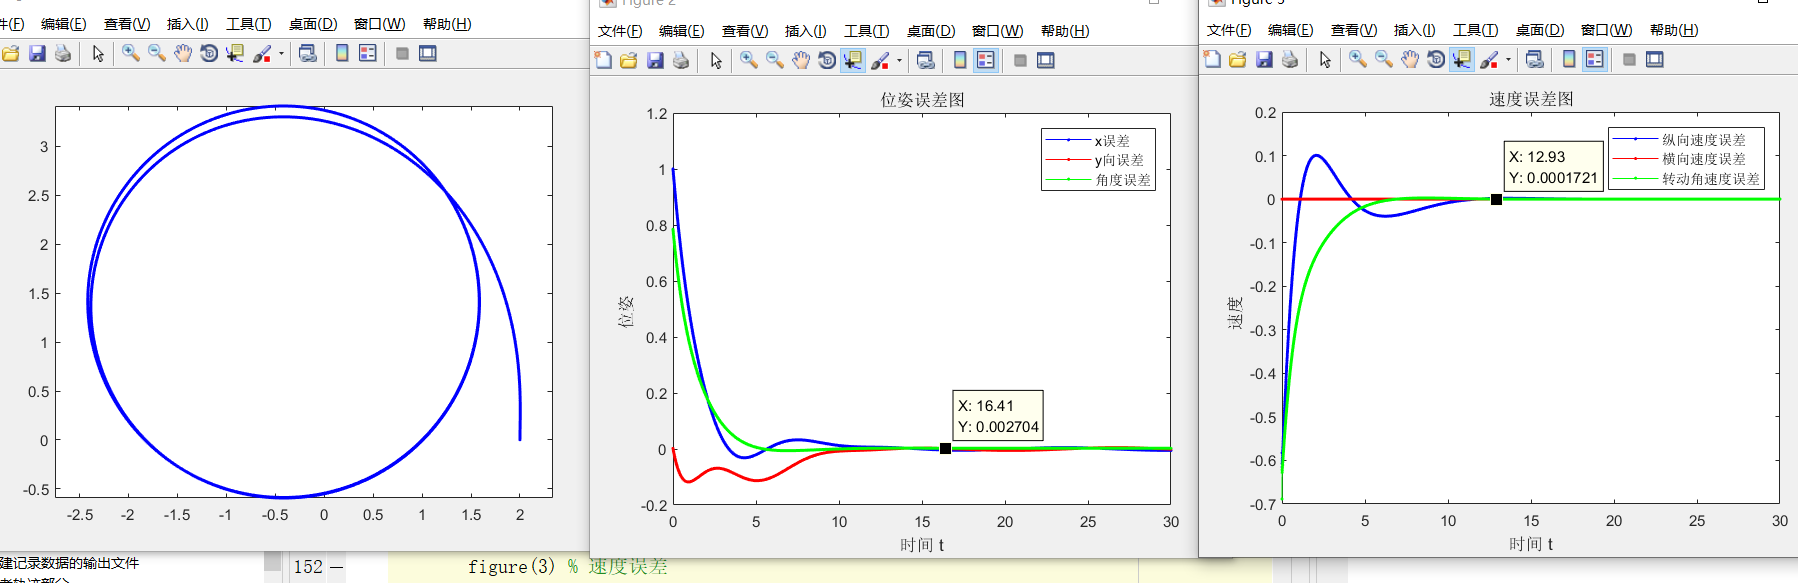 件(F) 编辑(E) 查看(V) 插入(I) 工具(T) 桌面(D) 窗口(W) 帮助(H)
3
2.5
2
1.5
1
0.5
0
-0.5
-2.5 -2 -1.5 -1 -0.5 0 0.5 1 1.5 2
Figure 2
文件(F) 编辑(E) 查看(V) 插入(I) 工具(T) 桌面(D) 窗口(W) 帮助(H)
位姿误差图
1.2
1
0.8
0.6
0.4
0.2
0
-0.2
位姿
x误差
y向误差
角度误差
X: 16.41
Y: 0.002704
0 5 10 15 20 25 30
时间 t
文件(F) 编辑(E) 查看(V) 插入(I) 工具(T) 桌面(D) 窗口(W) 帮助(H)
速度误差图
0.2
0.1
0
-0.1
-0.2
-0.3
-0.4
-0.5
-0.6
-0.7
速度
X: 12.93
Y: 0.0001721
纵向速度误差
横向速度误差
转动角速度误差
0 5 10 15 20 25 30
时间 t
建记录数据的输出文件
152 — figure(3) % 速度误差